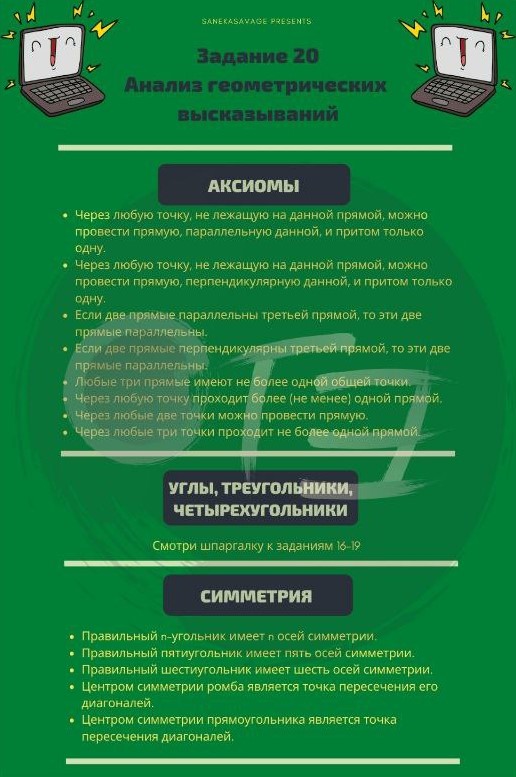 SANEKASAVAGE PRESENTS
Задание 20
Анализ геометрических
высказываний
АКСИОМЫ
• Через любую точку, не лежащую на данной прямой, можно
провести прямую, параллельную данной, и притом только
одну.
• Через любую точку, не лежащую на данной прямой, можно
провести прямую, перпендикулярную данной, и притом только
одну.
• Если две прямые параллельны третьей прямой, то эти две
прямые параллельны.
• Если две прямые перпендикулярны третьей прямой, то эти две
прямые параллельны.
• Любые три прямые имеют не более одной общей точки.
• Через любую точку проходит более (не менее) одной прямой.
• Через любые две точки можно провести прямую.
• Через любые три точки проходит не более одной прямой.
ОГЭ
УГЛЫ, ТРЕУГОЛЬНИКИ,
ЧЕТЫРЕХУГОЛЬНИКИ
Смотри шпаргалку к заданиям 16-19
СИММЕТРИЯ
• Правильный n-угольник имеет n осей симметрии.
• Правильный пятиугольник имеет пять осей симметрии.
• Правильный шестиугольник имеет шесть осей симметрии.
• Центром симметрии ромба является точка пересечения его
диагоналей.
• Центром симметрии прямоугольника является точка
пересечения диагоналей.